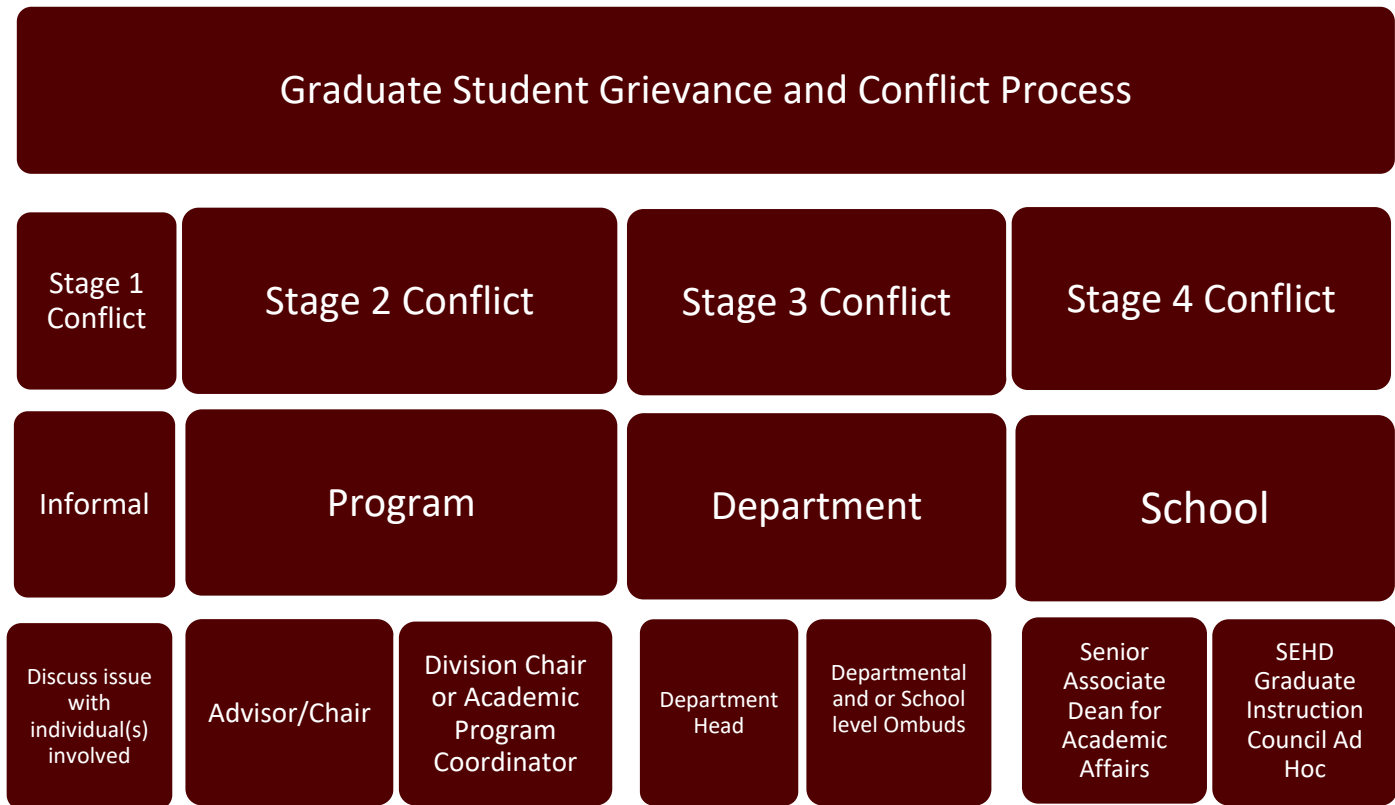 Graduate Student Grievance and Conflict Process
Stage 1
Conflict
Stage 2 Conflict
Stage 3 Conflict
Stage 4 Conflict
Informal
Program
Department
School
Discuss issue
with
individual(s)
involved
Advisor/Chair
Division Chair
or Academic
Program
Coordinator
Department
Head
Departmental
and or School
level Ombuds
Senior
Associate
Dean for
Academic
Affairs
SEHD
Graduate
Instruction
Council Ad
Hoc